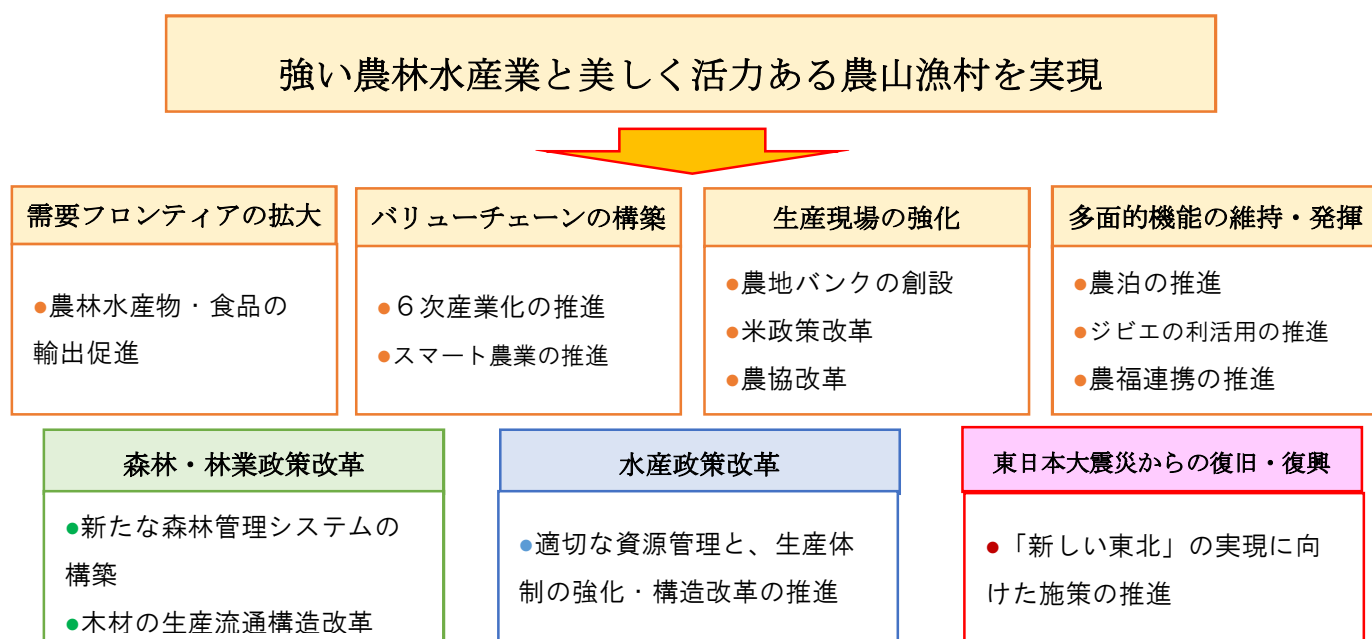 強い農林水産業と美しく活力ある農山漁村を実現
需要フロンティアの拡大
●農林水産物・食品の
輸出促進
バリューチェーンの構築
●６次産業化の推進
●スマート農業の推進
生産現場の強化
●農地バンクの創設
●米政策改革
●農協改革
多面的機能の維持・発揮
●農泊の推進
●ジビエの利活用の推進
●農福連携の推進
森林・林業政策改革
●新たな森林管理システムの
構築
●木材の生産流通構造改革
水産政策改革
●適切な資源管理と、生産体
制の強化・構造改革の推進
東日本大震災からの復旧・復興
●「新しい東北」の実現に向
けた施策の推進